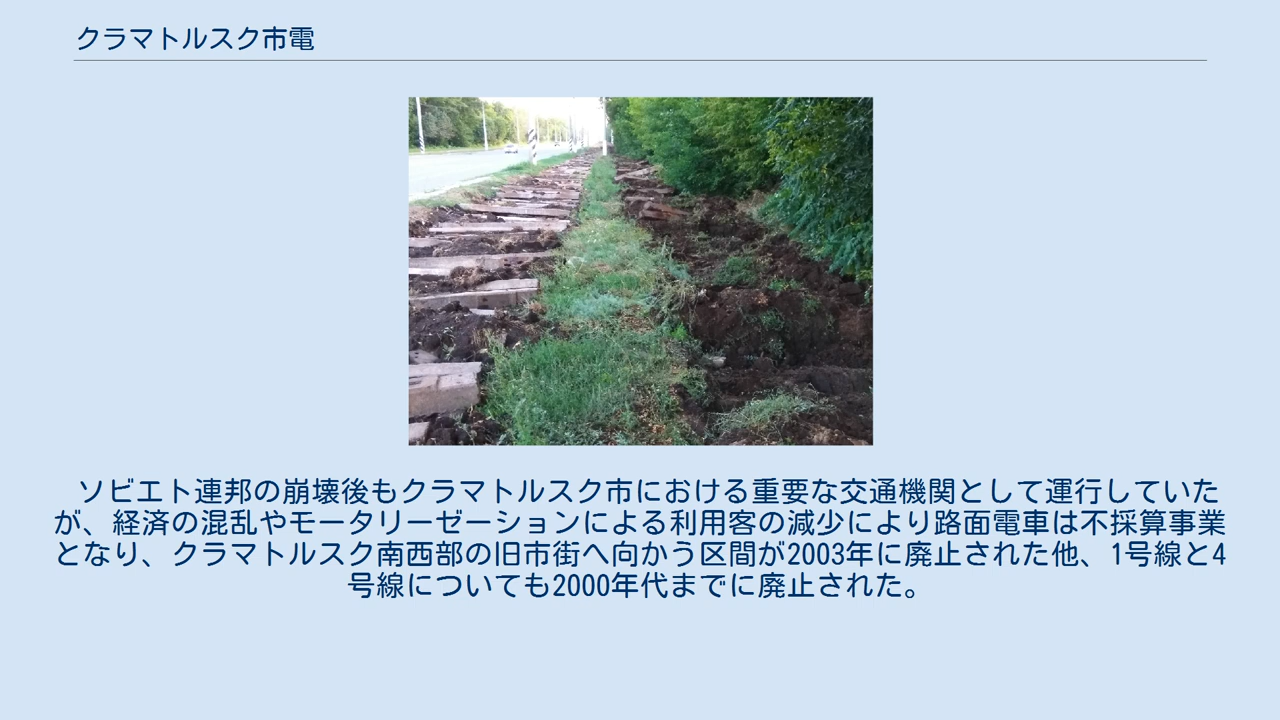 クラマトルスク市電
ソビエト連邦の崩壊後もクラマトルスク市における重要な交通機関として運行していた
が、経済の混乱やモータリーゼーションによる利用客の減少により路面電車は不採算事業
となり、クラマトルスク南西部の旧市街へ向かう区間が2003年に廃止された他、1号線と4
号線についても2000年代までに廃止された。